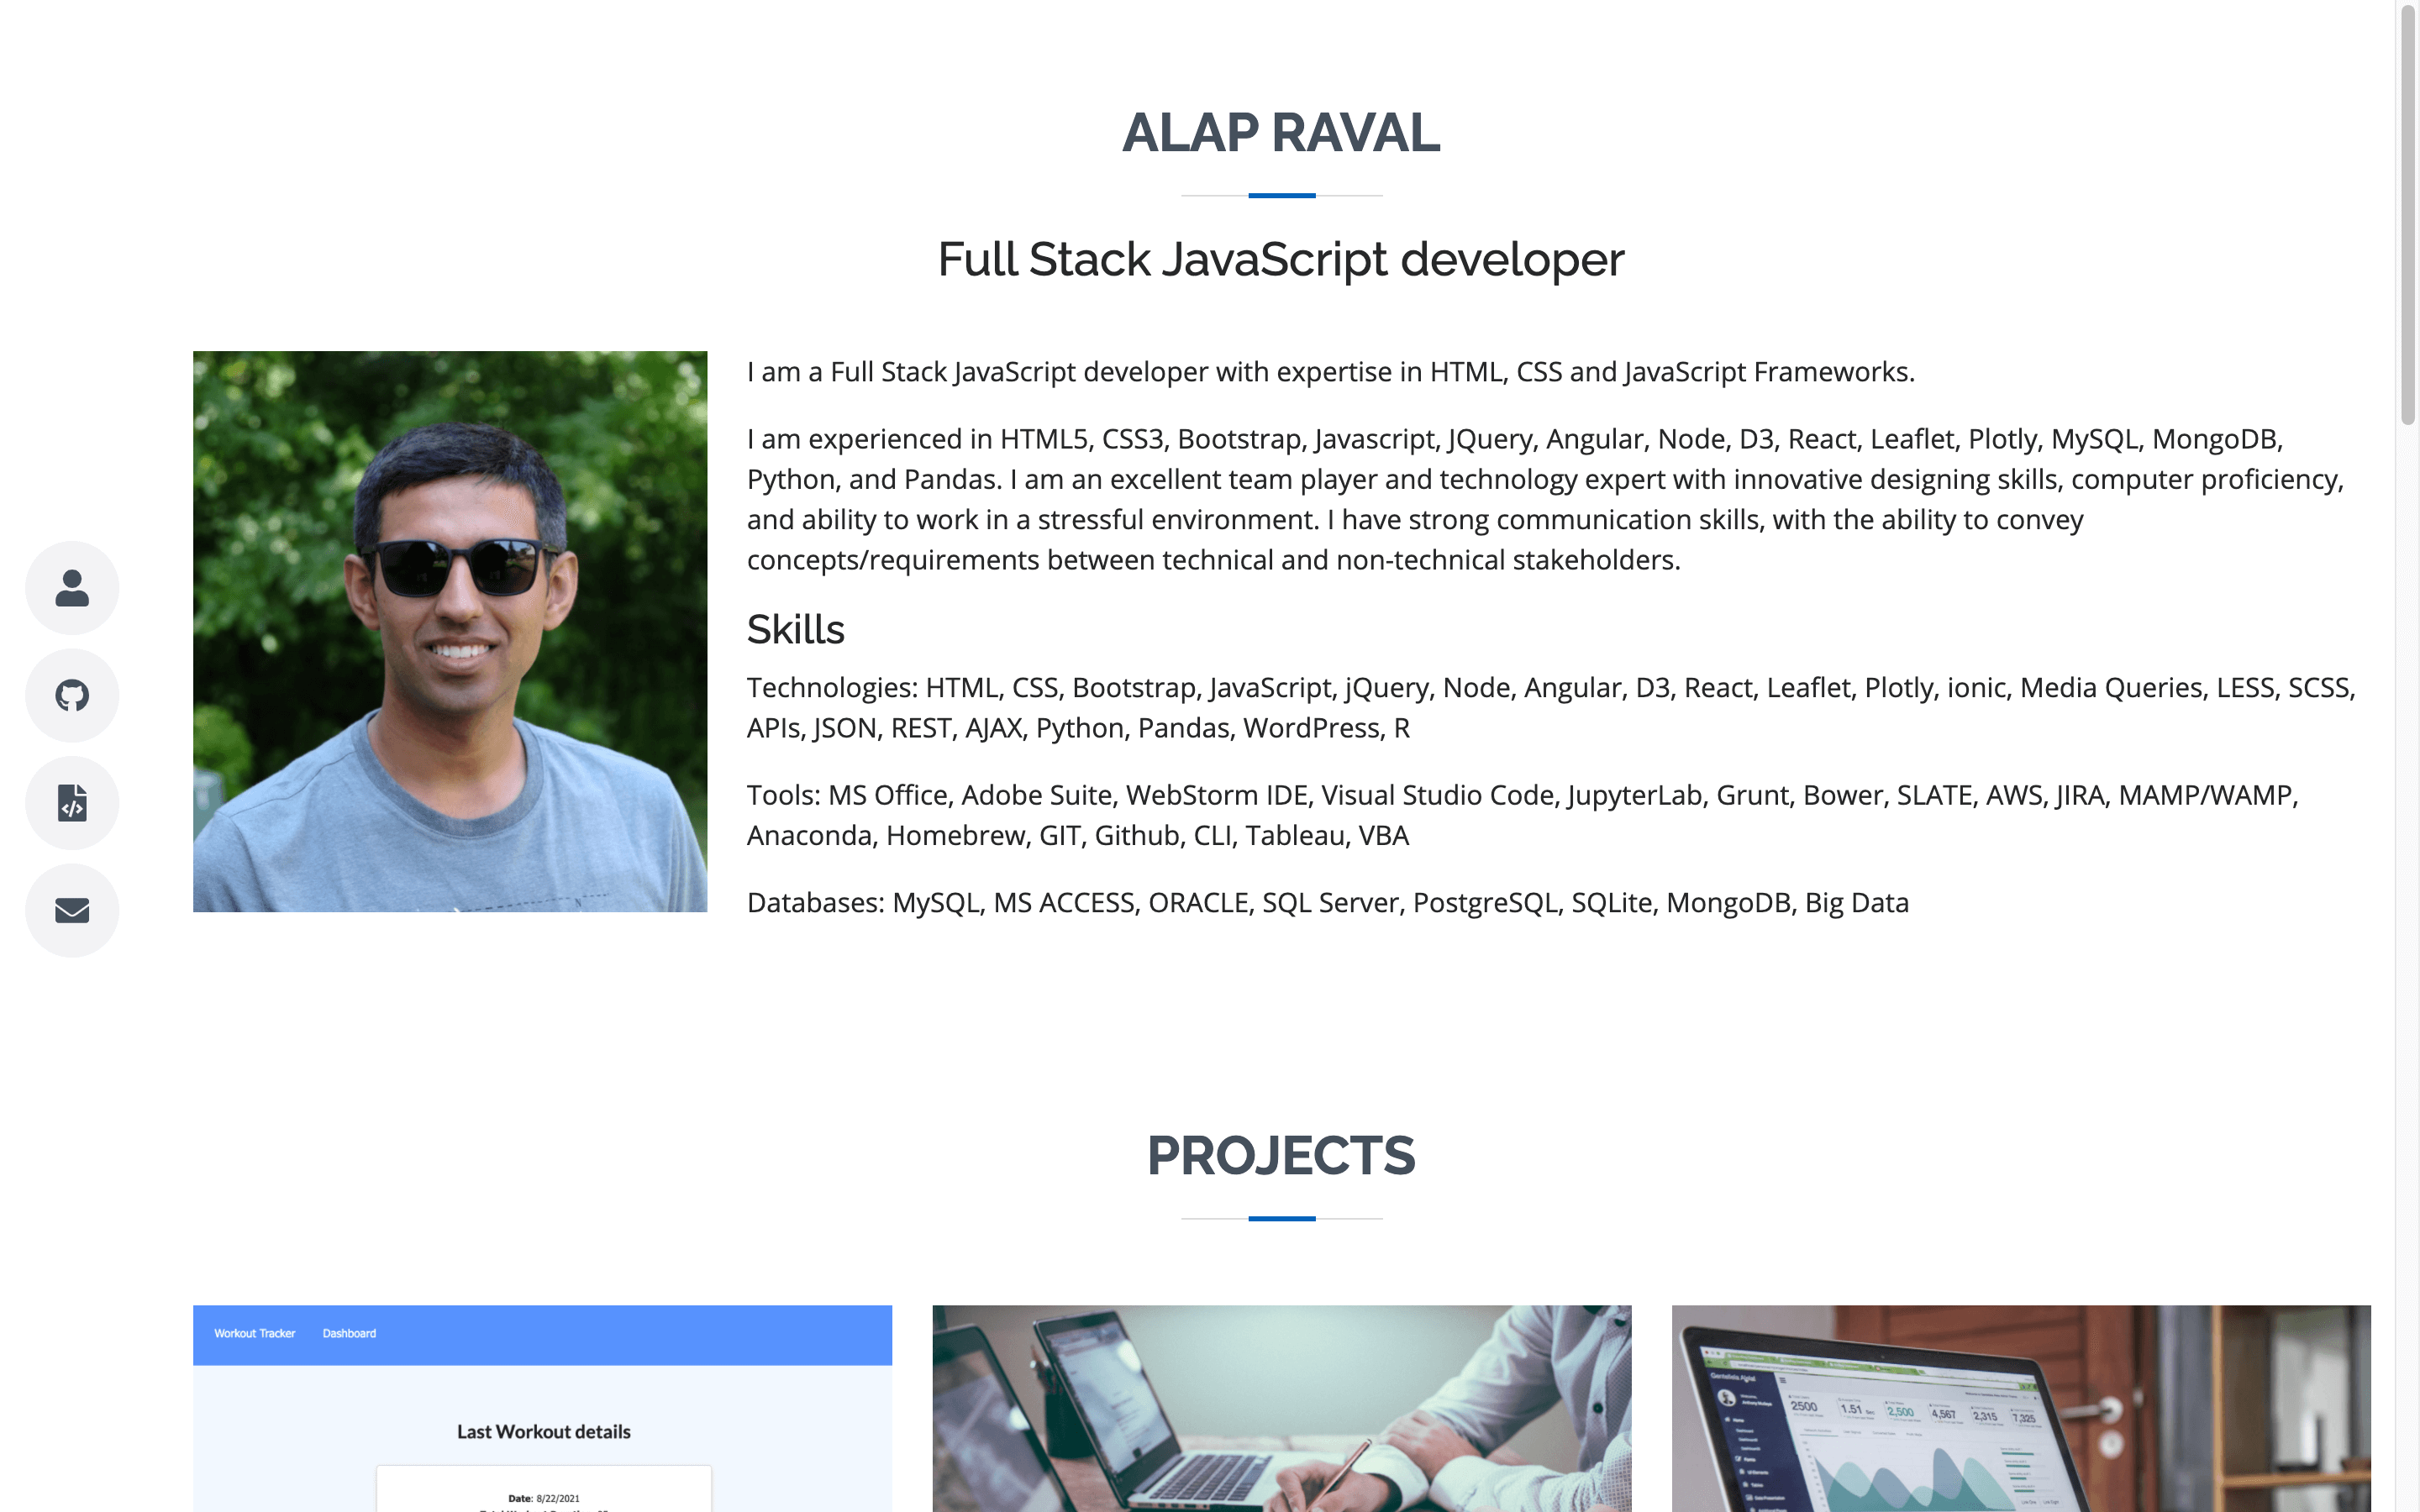 ALAP RAVAL
Full Stack JavaScript developer
I am a Full Stack JavaScript developer with expertise in HTML, CSS and JavaScript Frameworks.
I am experienced in HTML5, CSS3, Bootstrap, Javascript, JQuery, Angular, Node, D3, React, Leaflet, Plotly, MySQL, MongoDB,
Python, and Pandas. I am an excellent team player and technology expert with innovative designing skills, computer proficiency,
and ability to work in a stressful environment. I have strong communication skills, with the ability to convey
concepts/requirements between technical and non-technical stakeholders.
Skills
Technologies: HTML, CSS, Bootstrap, JavaScript, jQuery, Node, Angular, D3, React, Leaflet, Plotly, ionic, Media Queries, LESS, SCSS,
APIs, JSON, REST, AJAX, Python, Pandas, WordPress, R
Tools: MS Office, Adobe Suite, WebStorm IDE, Visual Studio Code, JupyterLab, Grunt, Bower, SLATE, AWS, JIRA, MAMP/WAMP,
Anaconda, Homebrew, GIT, Github, CLI, Tableau, VBA
Databases: MySQL, MS ACCESS, ORACLE, SQL Server, PostgreSQL, SQLite, MongoDB, Big Data
PROJECTS
Workout Tracker Dashboard
Last Workout details
Date: 8/22/2021
2500 1.51 2,500 4,567 2,315 7,325